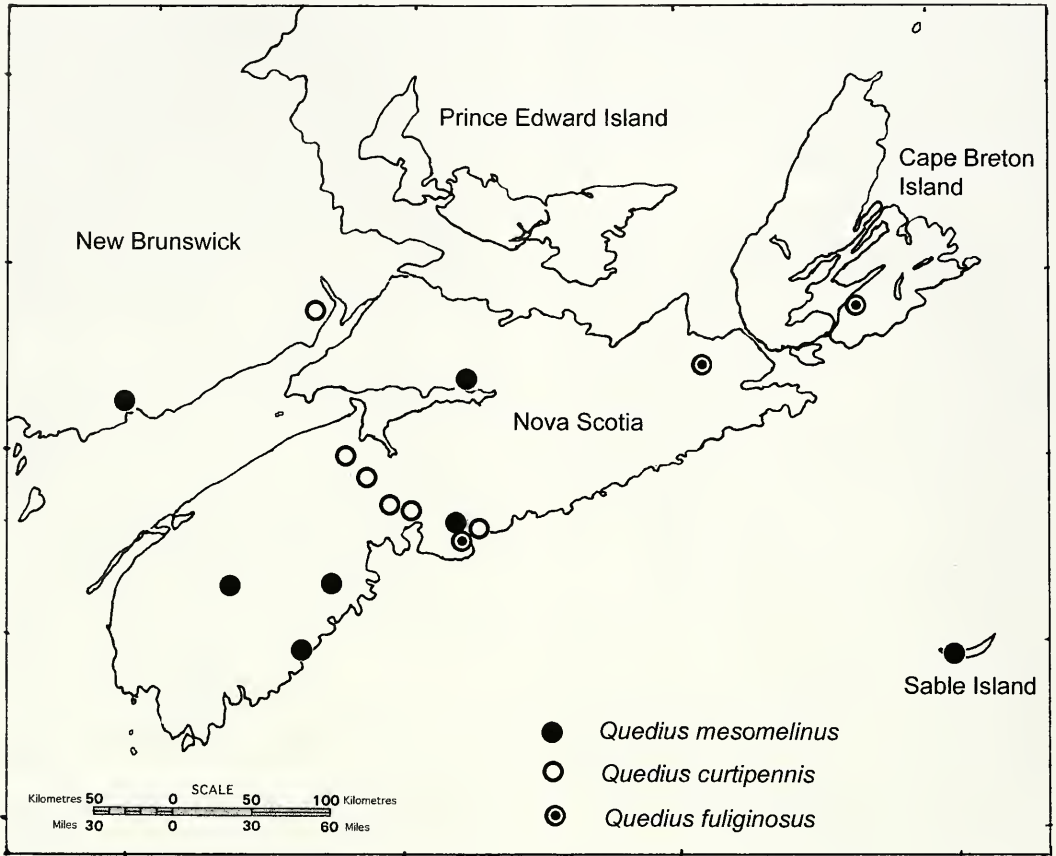 Prince Edward Island
Cape Breton
Island
New Brunswick
Nova Scotia
Sable Island
Quedius mesomelinus
Quedius curtipennis
Quedius fuliginosus
SCALE
Kilometres 50 0 50 100 Kilometres
Miles 30 0 30 60 Miles